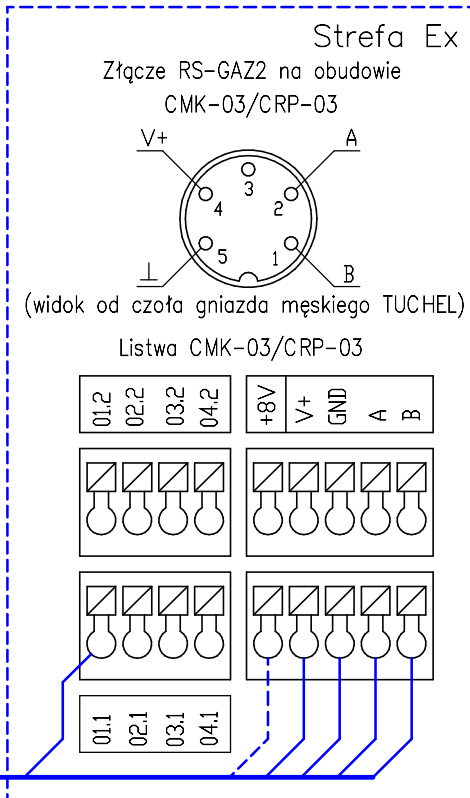 Strefa Ex
Złącze RS-GAZ2 na obudowie
CMK-03/CRP-03
V+ A
3
4 2
5 1
⊥ B
(widok od czoła gniazda męskiego TUCHEL)
Listwa CMK-03/CRP-03
01.2 02.2 03.2 04.2 +8V V+ GND A B
01.1 02.1 03.1 04.1